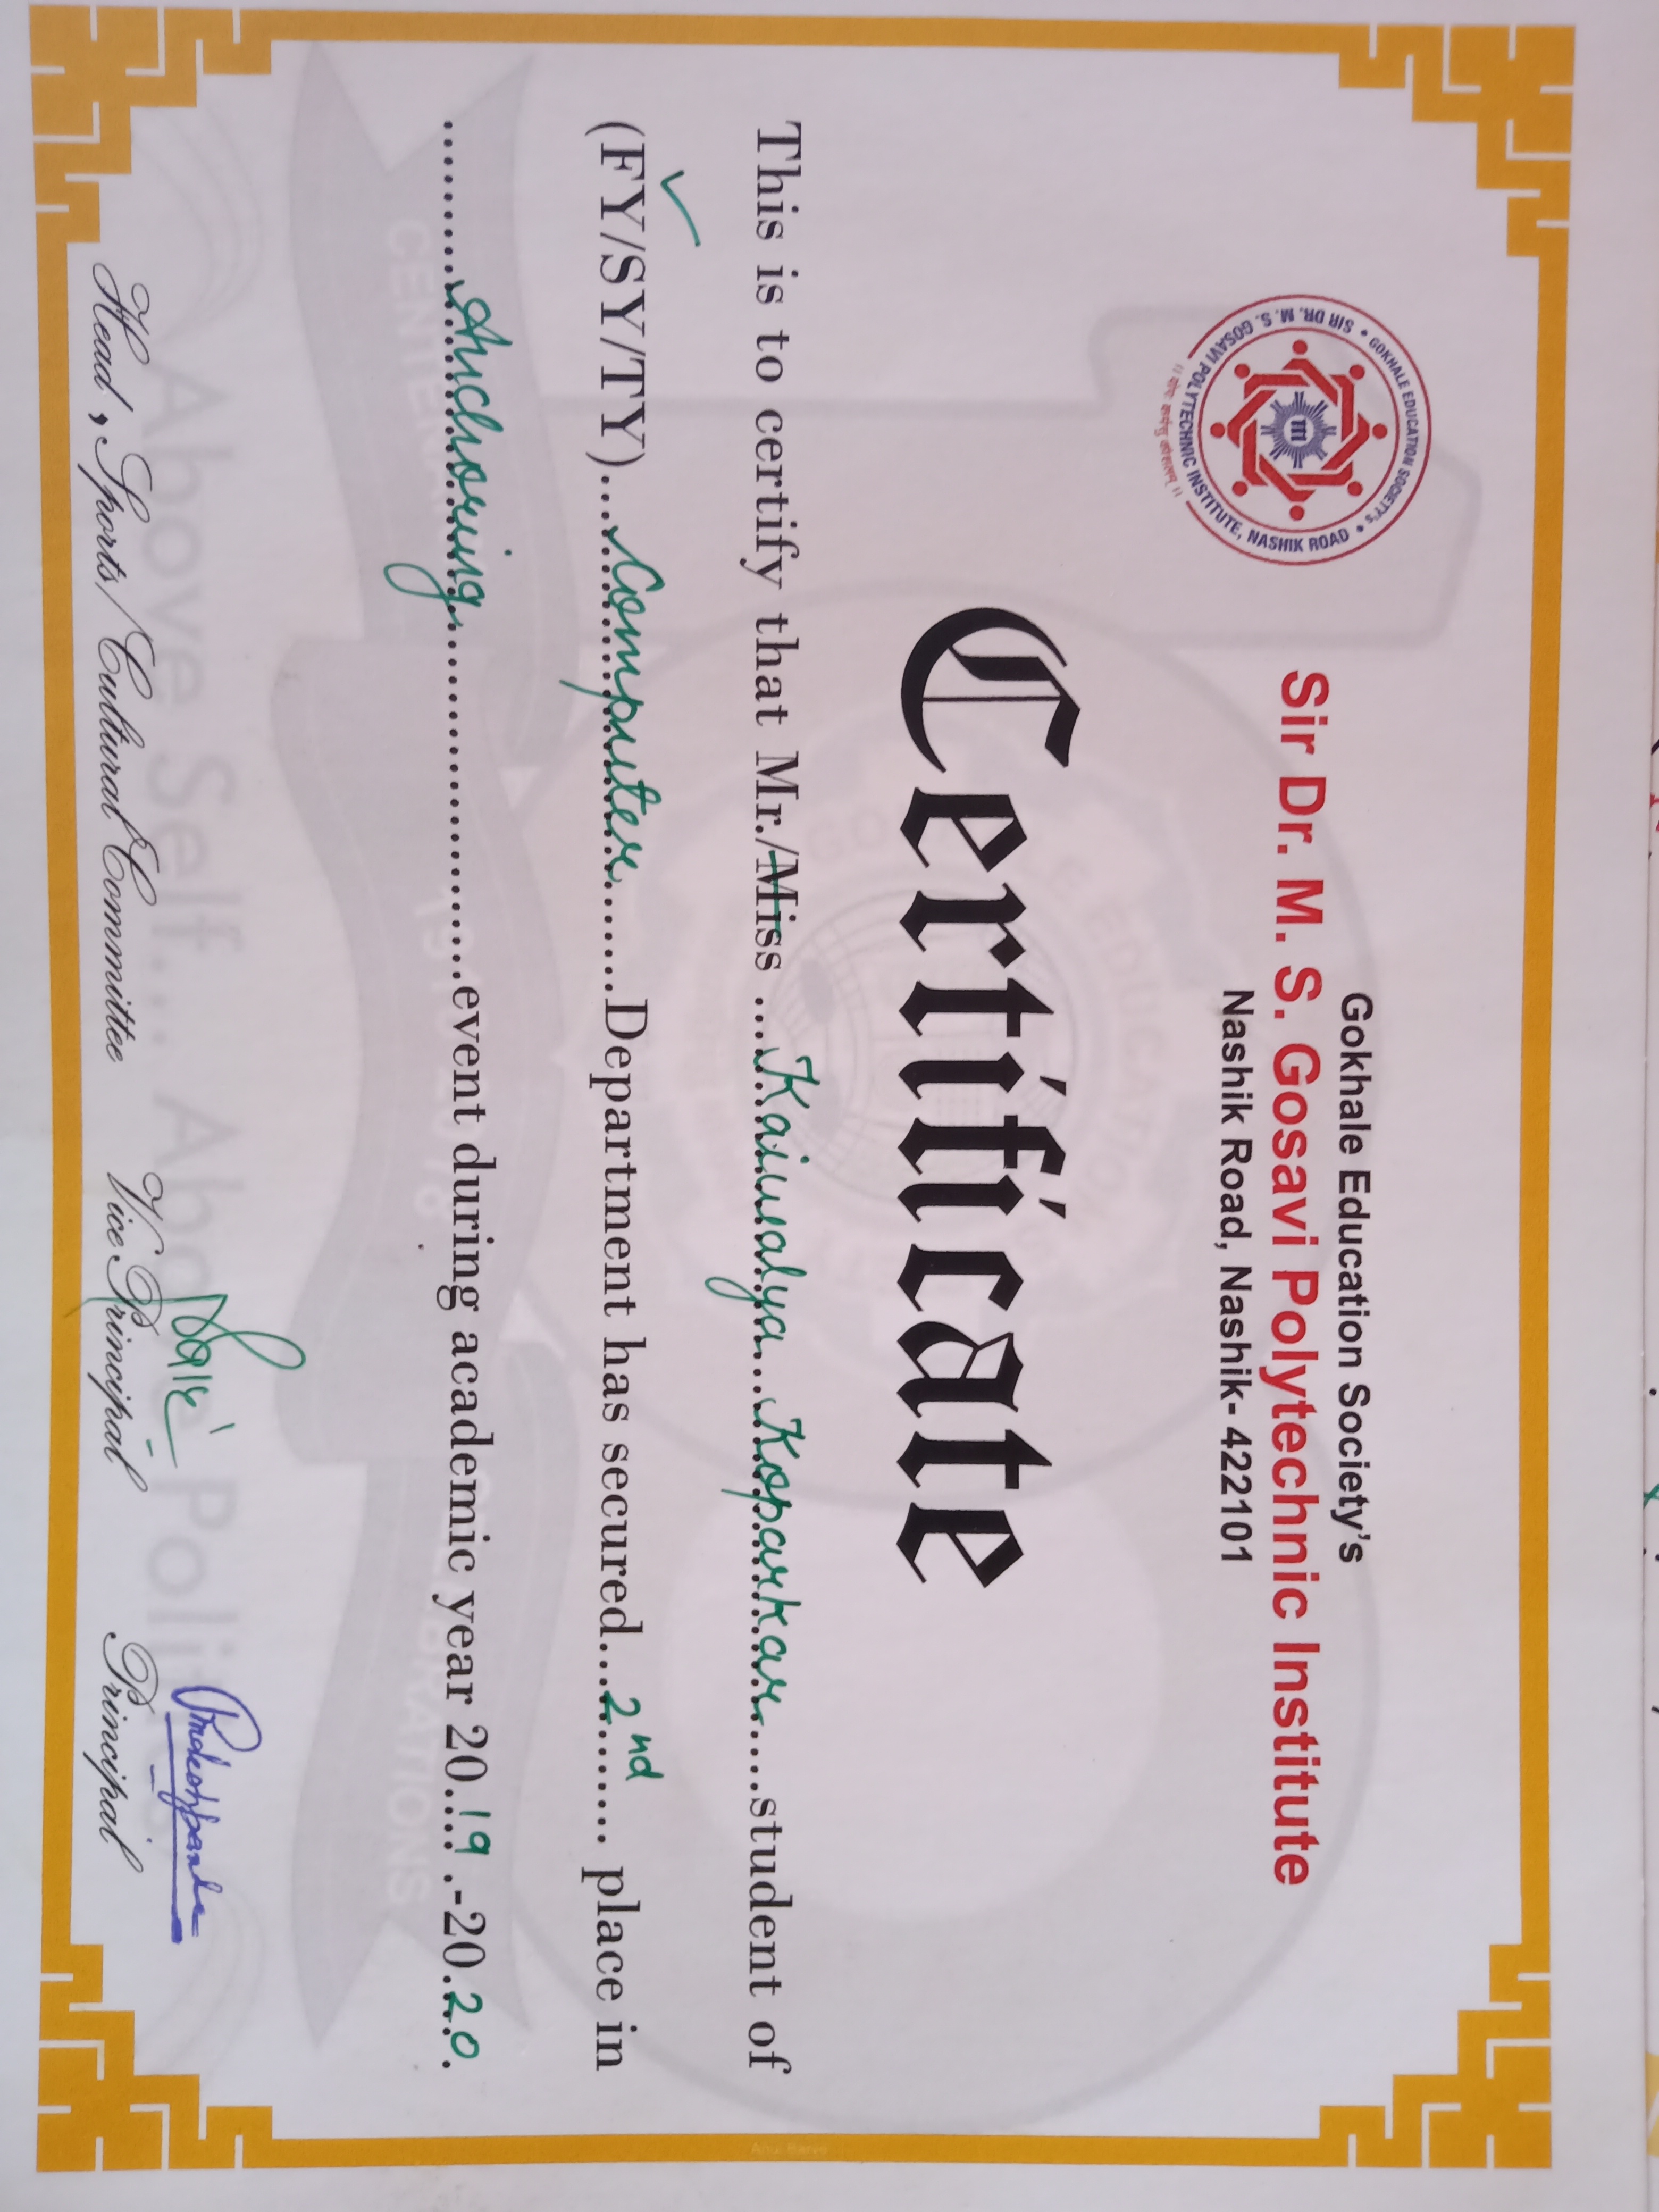 GOKHALE EDUCATION SOCIETY's
SIR DR. M. S. GOSAVI POLYTECHNIC INSTITUTE, NASHIK ROAD
m
॥ योगः कर्मसु कौशलम् ॥
Gokhale Education Society's
Sir Dr. M. S. Gosavi Polytechnic Institute
Nashik Road, Nashik- 422101
Certificate
This is to certify that Mr./Miss ...Kaiwalya...Koparkar....student of
(FY/SY/TY)....Computer.......Department has secured...2nd....... place in
.........Anchoring......................event during academic year 20.19.-20.20.
CENTENARY 1918-2018 CELEBRATIONS
Above Self... Above Politics
Head , Sports/Cultural Committee Vice Principal Principal